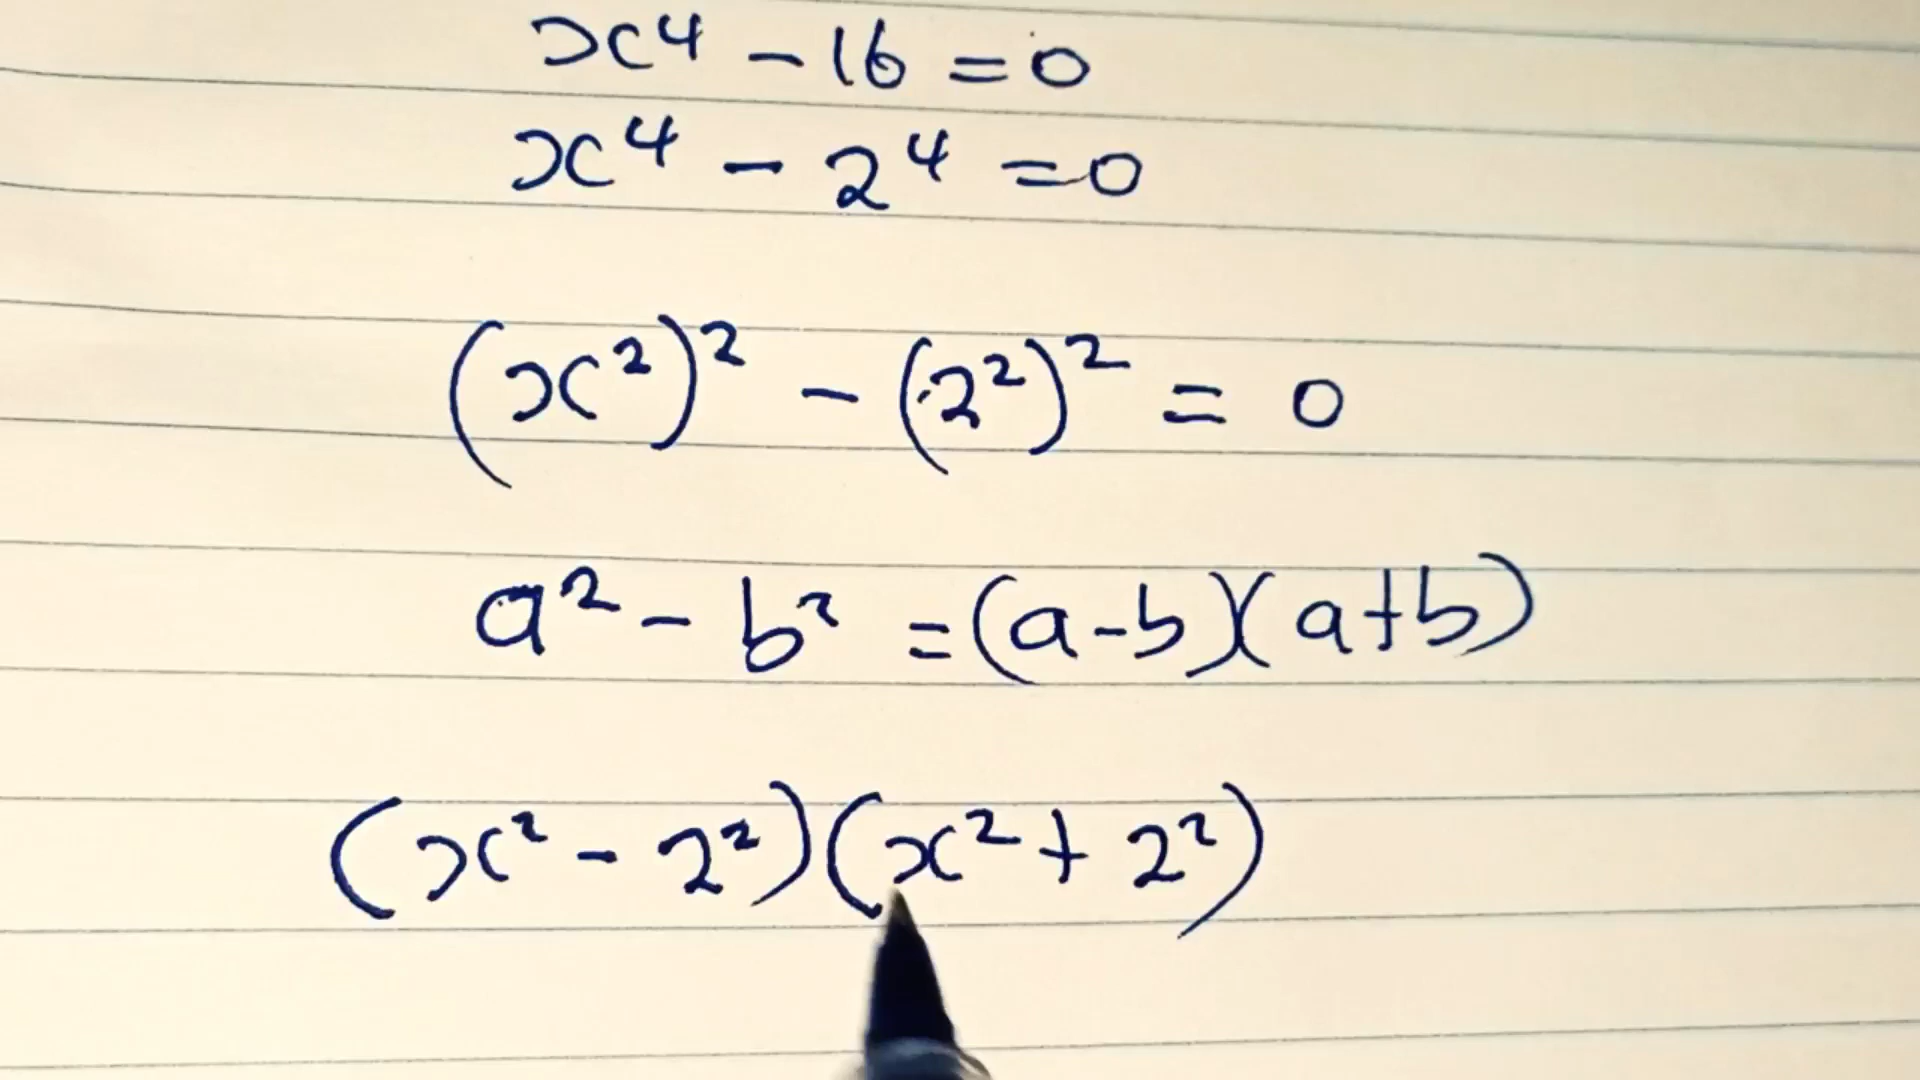 x⁴ - 16 = 0
x⁴ - 2⁴ = 0
(x²)² - (2²)² = 0
a² - b² = (a-b)(a+b)
(x² - 2²)(x² + 2²)